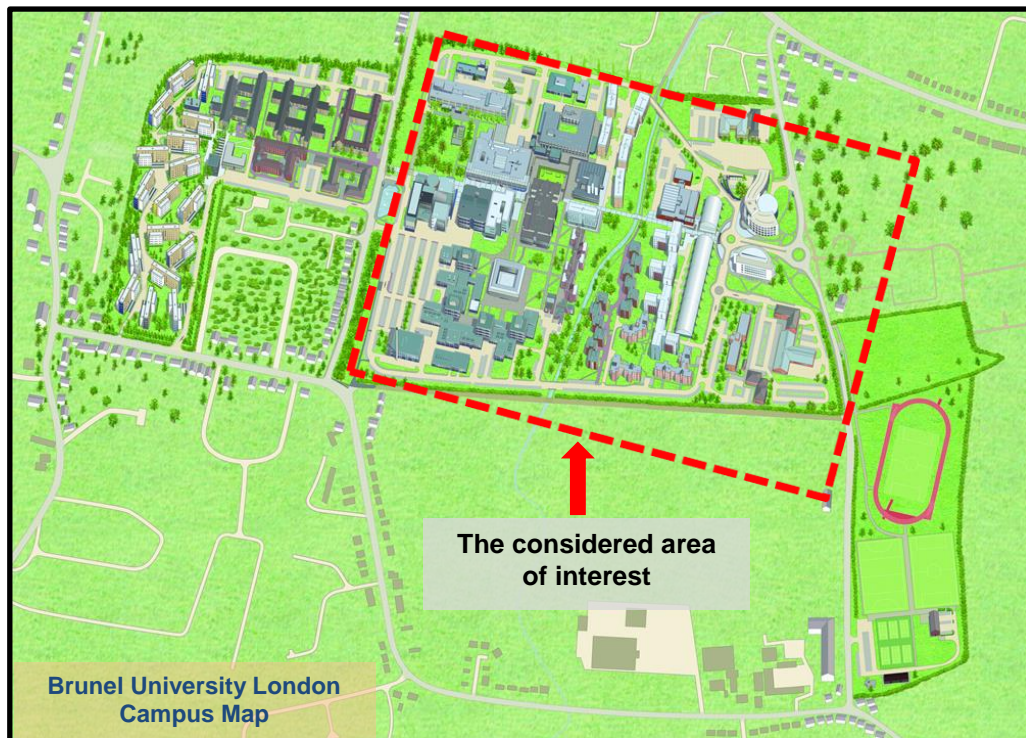 The considered area
of interest
Brunel University London
Campus Map